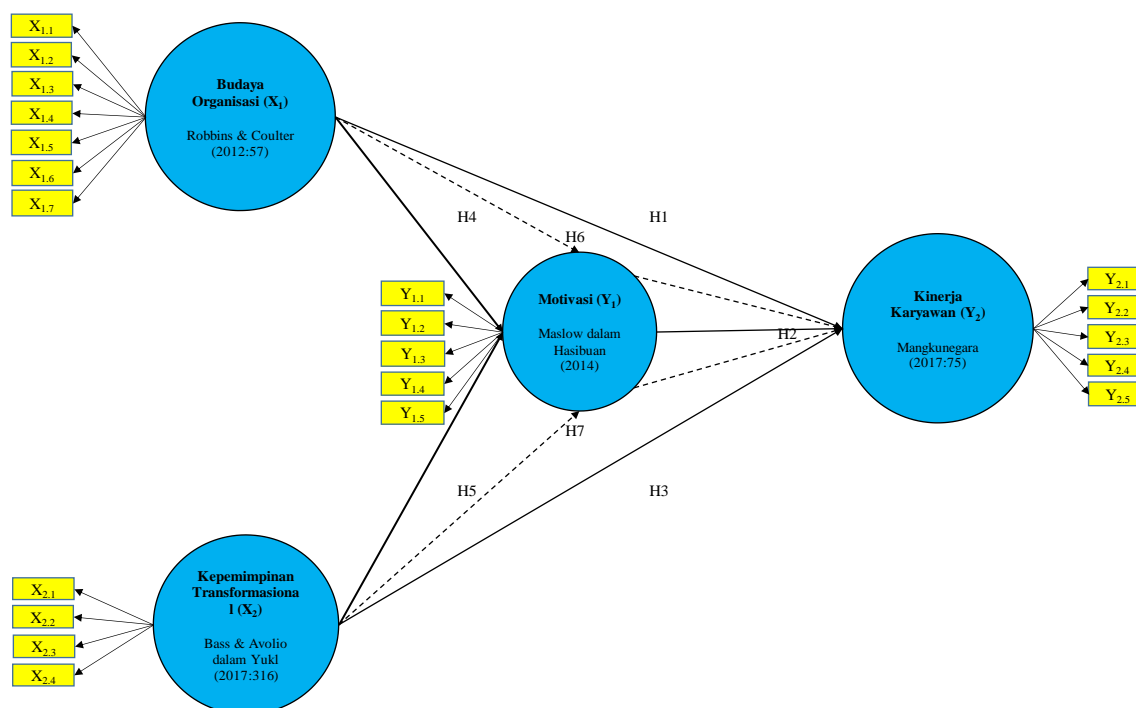 X1.1
X1.2
X1.3
X1.4
X1.5
X1.6
X1.7
Budaya
Organisasi (X1)
Robbins & Coulter
(2012:57)
H4
H6
H1
Y1.1
Y1.2
Y1.3
Y1.4
Y1.5
Motivasi (Y1)
Maslow dalam
Hasibuan
(2014)
H2
Kinerja
Karyawan (Y2)
Mangkunegara
(2017:75)
Y2.1
Y2.2
Y2.3
Y2.4
Y2.5
H7
H5
H3
X2.1
X2.2
X2.3
X2.4
Kepemimpinan
Transformasiona
l (X2)
Bass & Avolio
dalam Yukl
(2017:316)